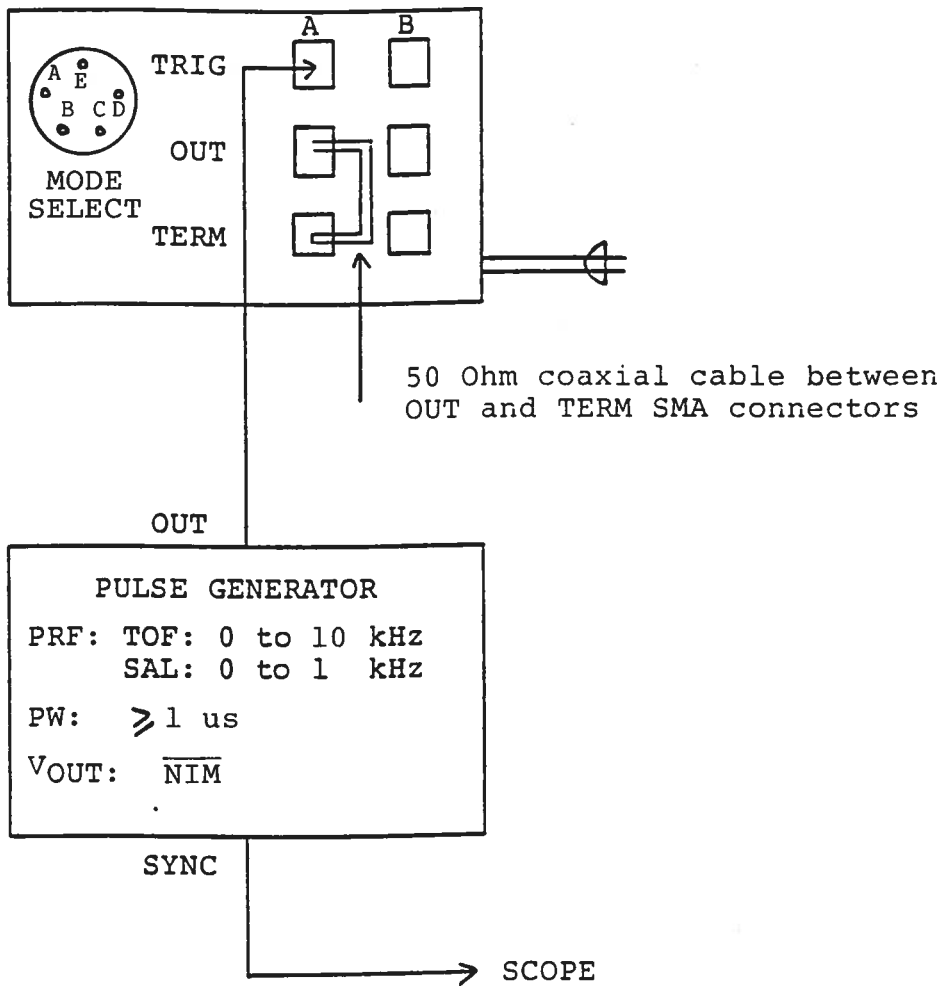 A B
TRIG
A E
B C D
OUT
MODE
SELECT
TERM
50 Ohm coaxial cable between
OUT and TERM SMA connectors
OUT
PULSE GENERATOR
PRF: TOF: 0 to 10 kHz
SAL: 0 to 1 kHz
PW: ⩾ 1 us
VOUT: N̅I̅M̅
SYNC
SCOPE